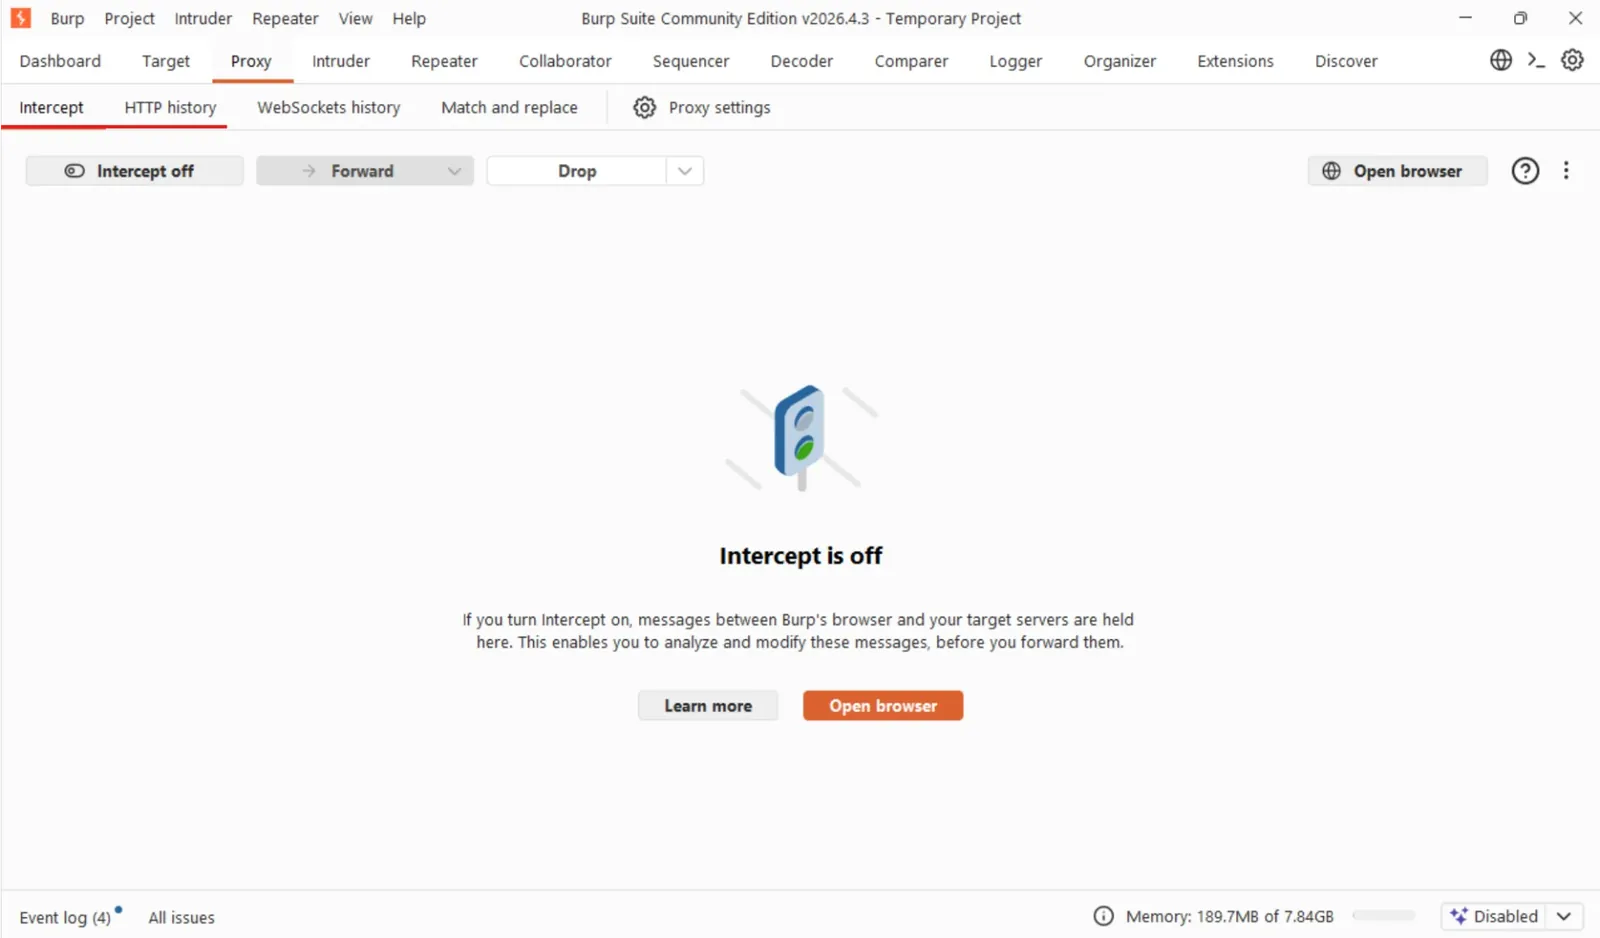 Burp Project Intruder Repeater View Help Burp Suite Community Edition v2026.4.3 - Temporary Project
Dashboard Target Proxy Intruder Repeater Collaborator Sequencer Decoder Comparer Logger Organizer Extensions Discover
Intercept HTTP history WebSockets history Match and replace Proxy settings
Intercept off Forward Drop Open browser
Intercept is off
If you turn Intercept on, messages between Burp's browser and your target servers are held
here. This enables you to analyze and modify these messages, before you forward them.
Learn more Open browser
Event log (4) All issues Memory: 189.7MB of 7.84GB Disabled